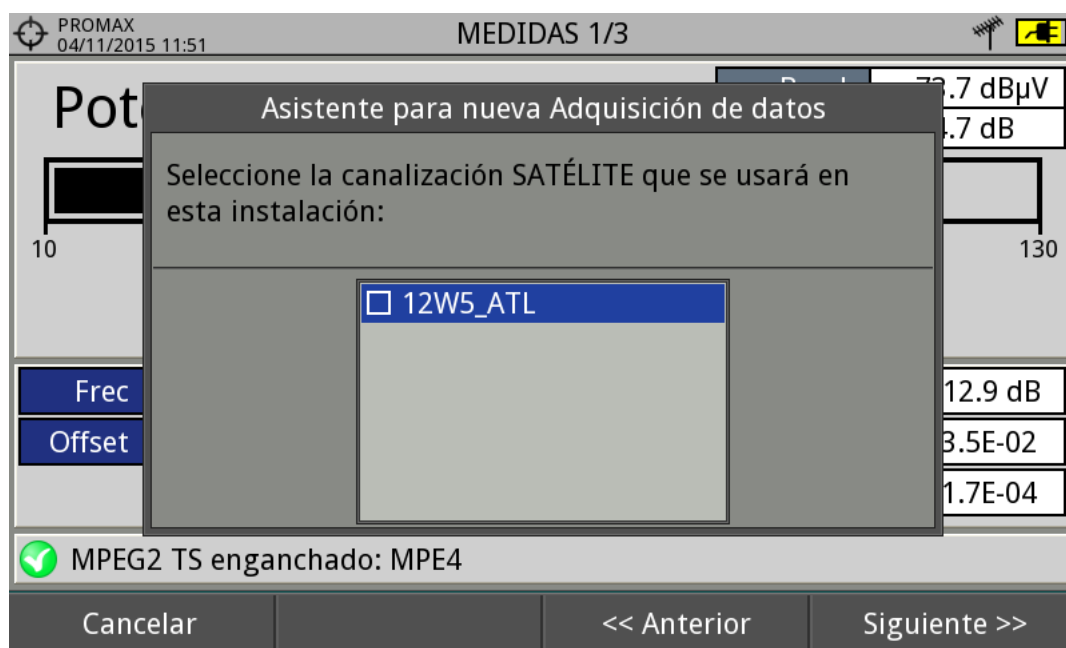 PROMAX
04/11/2015 11:51
MEDIDAS 1/3
73.7 dBµV
Asistente para nueva Adquisición de datos
.7 dB
Seleccione la canalización SATÉLITE que se usará en
esta instalación:
10
130
12W5_ATL
Frec
12.9 dB
Offset
3.5E-02
1.7E-04
MPEG2 TS enganchado: MPE4
Cancelar
<< Anterior
Siguiente >>